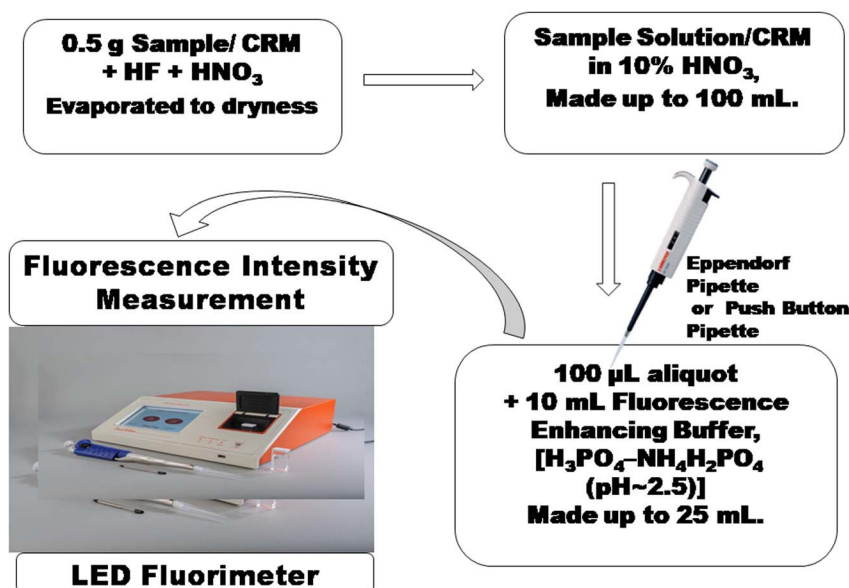 0.5 g Sample/ CRM
+ HF + HNO₃
Evaporated to dryness
Sample Solution/CRM
in 10% HNO₃,
Made up to 100 mL.
Eppendorf
Pipette
or Push Button
Pipette
100 µL aliquot
+ 10 mL Fluorescence
Enhancing Buffer,
[H₃PO₄–NH₄H₂PO₄
(pH~2.5)]
Made up to 25 mL.
Fluorescence Intensity
Measurement
LED Fluorimeter